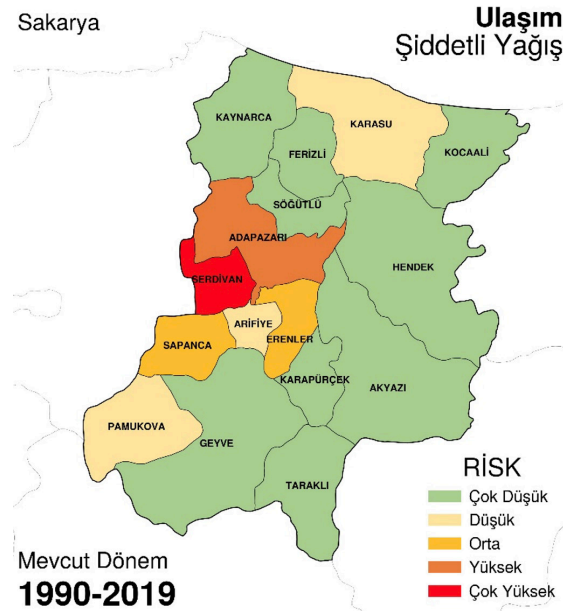 Sakarya
Ulaşım
Şiddetli Yağış
KAYNARCA
KARASU
FERİZLİ
KOCAALİ
SÖĞÜTLÜ
ADAPAZARI
HENDEK
SERDİVAN
ARİFİYE
ERENLER
SAPANCA
KARAPÜRÇEK
AKYAZI
PAMUKOVA
GEYVE
TARAKLI
RİSK
Çok Düşük
Düşük
Orta
Yüksek
Çok Yüksek
Mevcut Dönem
1990-2019